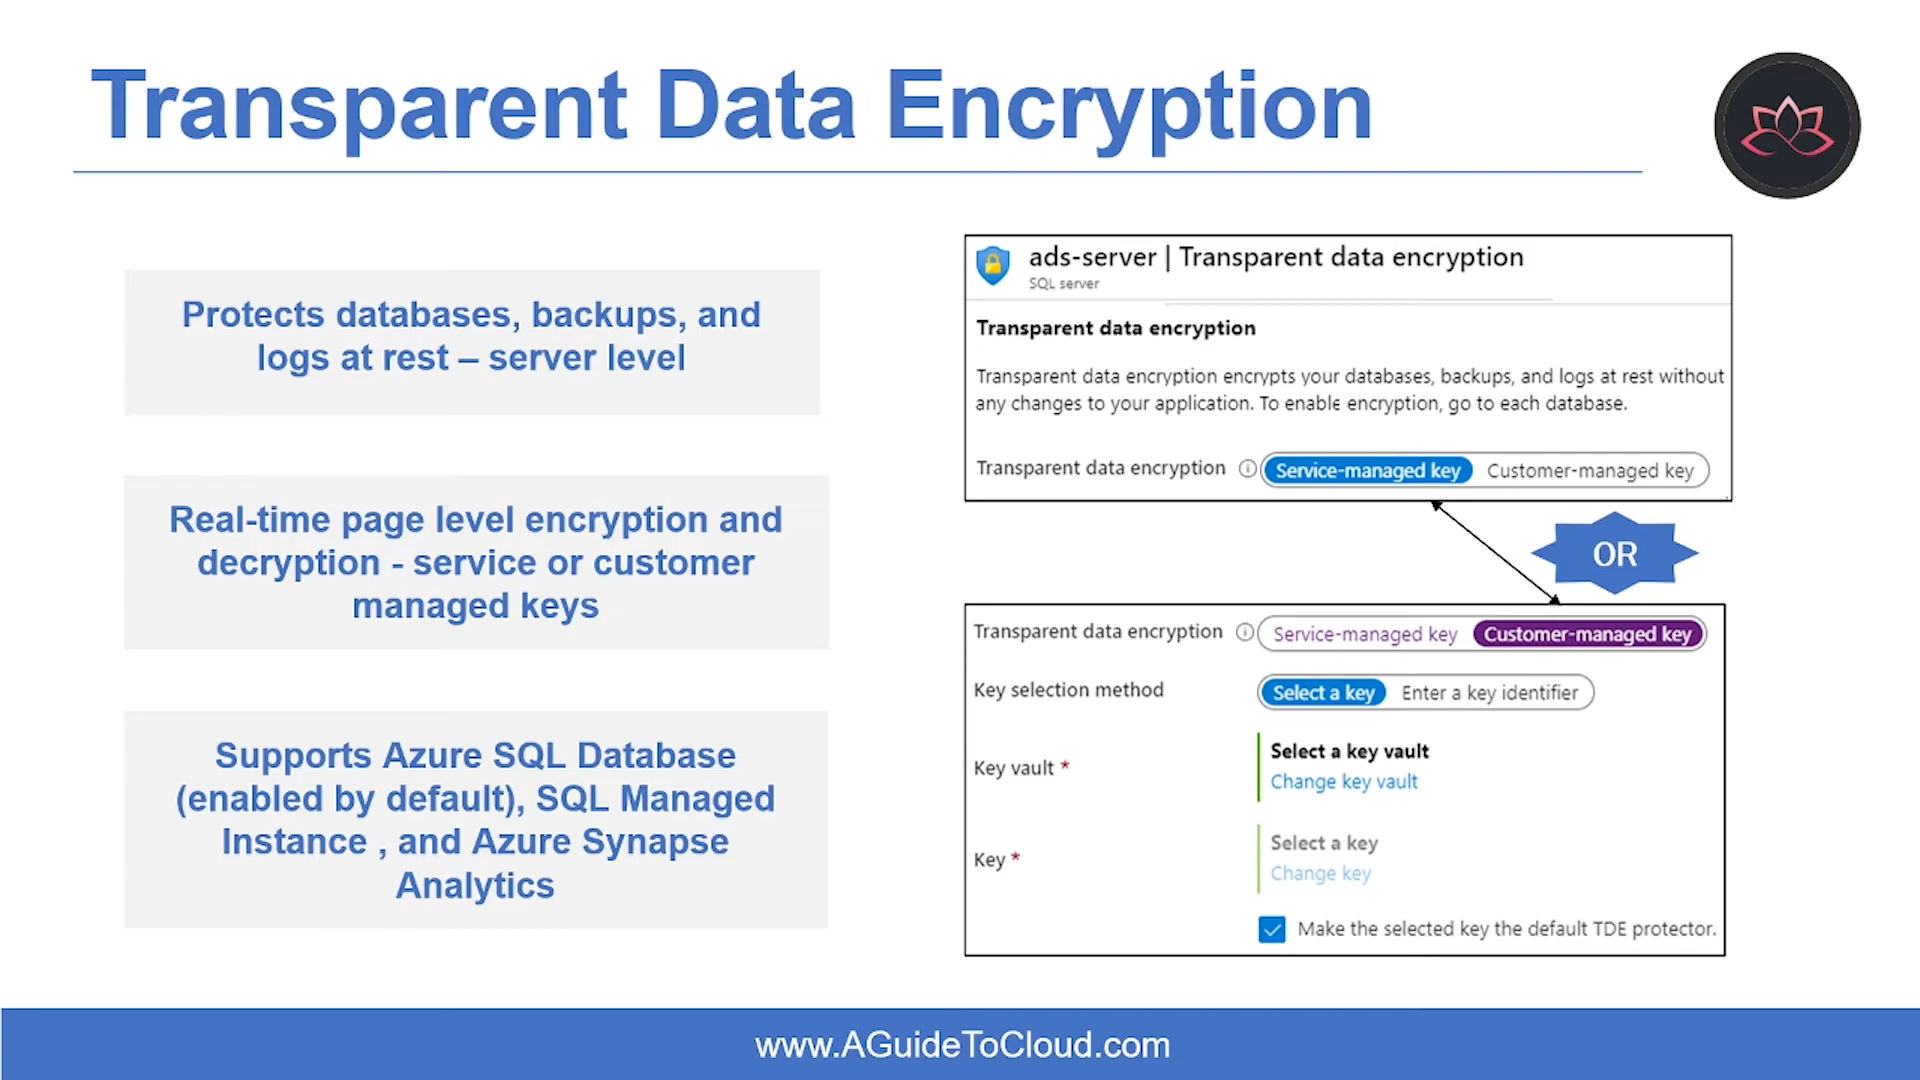 Transparent Data Encryption
Protects databases, backups, and
logs at rest – server level
Real-time page level encryption and
decryption - service or customer
managed keys
Supports Azure SQL Database
(enabled by default), SQL Managed
Instance , and Azure Synapse
Analytics
ads-server | Transparent data encryption
SQL server
Transparent data encryption
Transparent data encryption encrypts your databases, backups, and logs at rest without
any changes to your application. To enable encryption, go to each database.
Transparent data encryption Service-managed key Customer-managed key
OR
Transparent data encryption Service-managed key Customer-managed key
Key selection method Select a key Enter a key identifier
Key vault * Select a key vault
Change key vault
Key * Select a key
Change key
Make the selected key the default TDE protector.
www.AGuideToCloud.com